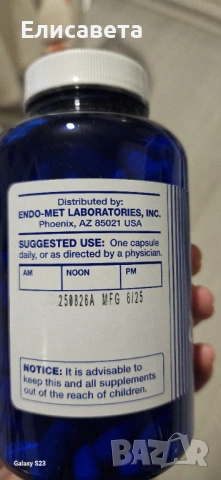 Елисавета
Distributed by:
ENDO-MET LABORATORIES, INC.
Phoenix, AZ 85021 USA
SUGGESTED USE: One capsule
daily, or as directed by a physician.
AM NOON PM
250826A MFG 6/25
NOTICE: It is advisable to
keep this and all supplements
out of the reach of children.
Galaxy S23
BAZAR